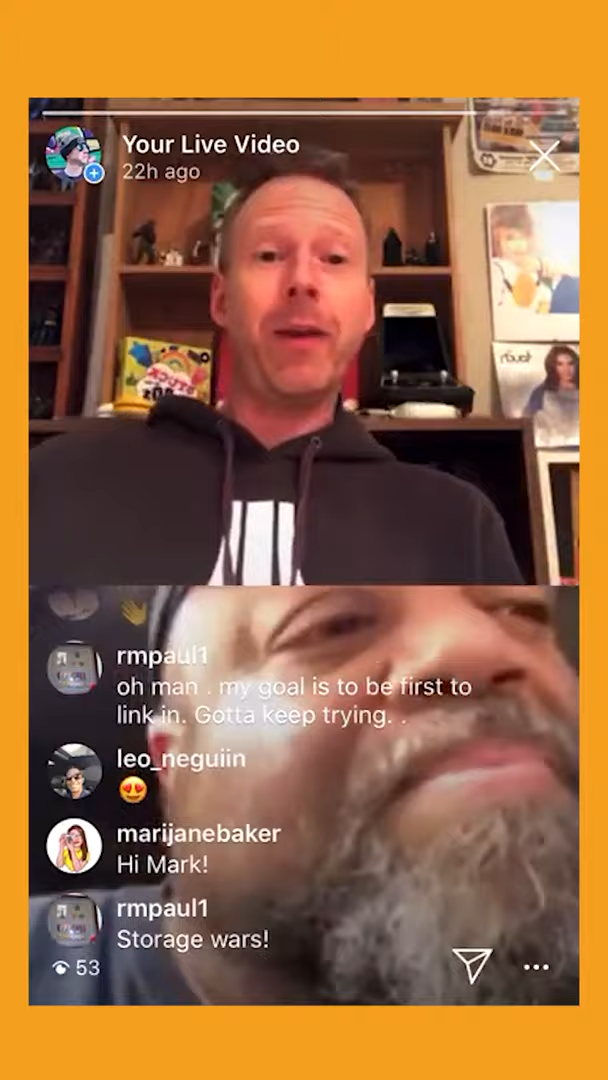 Your Live Video
22h ago
touch
rmpaul1
oh man . my goal is to be first to
link in. Gotta keep trying. .
leo_neguiin
😍
marijanebaker
Hi Mark!
rmpaul1
Storage wars!
53